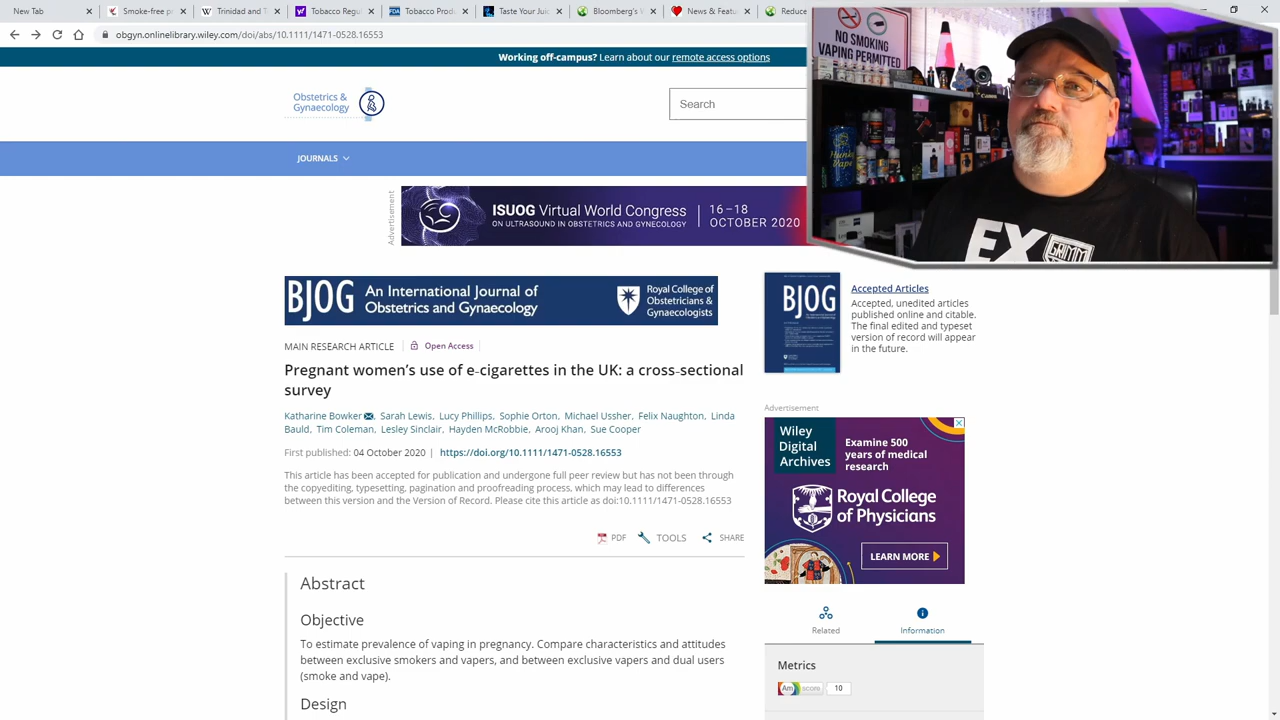 New Tab
Smoke-free p
Trinidad and T
Tobacco Regu
Tobacco Prod
Taste Your Juic
Bloomberg's V
News & Featu
Reduce
obgyn.onlinelibrary.wiley.com/doi/abs/10.1111/1471-0528.16553
NO SMOKING
VAPING PERMITTED
Working off-campus? Learn about our remote access options
Obstetrics &
Gynaecology
Search
JOURNALS
Advertisement
ISUOG Virtual World Congress
ON ULTRASOUND IN OBSTETRICS AND GYNECOLOGY
16–18
OCTOBER 2020
EX
GRIMM
BJOG
An International Journal of
Obstetrics and Gynaecology
Royal College of
Obstetricians &
Gynaecologists
BJOG
Accepted Articles
Accepted, unedited articles
published online and citable.
The final edited and typeset
version of record will appear
in the future.
MAIN RESEARCH ARTICLE
Open Access
Pregnant women's use of e-cigarettes in the UK: a cross-sectional
survey
Katharine Bowker, Sarah Lewis, Lucy Phillips, Sophie Orton, Michael Ussher, Felix Naughton, Linda
Bauld, Tim Coleman, Lesley Sinclair, Hayden McRobbie, Arooj Khan, Sue Cooper
First published: 04 October 2020 | https://doi.org/10.1111/1471-0528.16553
This article has been accepted for publication and undergone full peer review but has not been through
the copyediting, typesetting, pagination and proofreading process, which may lead to differences
between this version and the Version of Record. Please cite this article as doi:10.1111/1471-0528.16553
PDF
TOOLS
SHARE
Advertisement
Wiley
Digital
Archives
Examine 500
years of medical
research
Royal College
of Physicians
LEARN MORE
Abstract
Objective
To estimate prevalence of vaping in pregnancy. Compare characteristics and attitudes
between exclusive smokers and vapers, and between exclusive vapers and dual users
(smoke and vape).
Design
Related
Information
Metrics
Am score 10